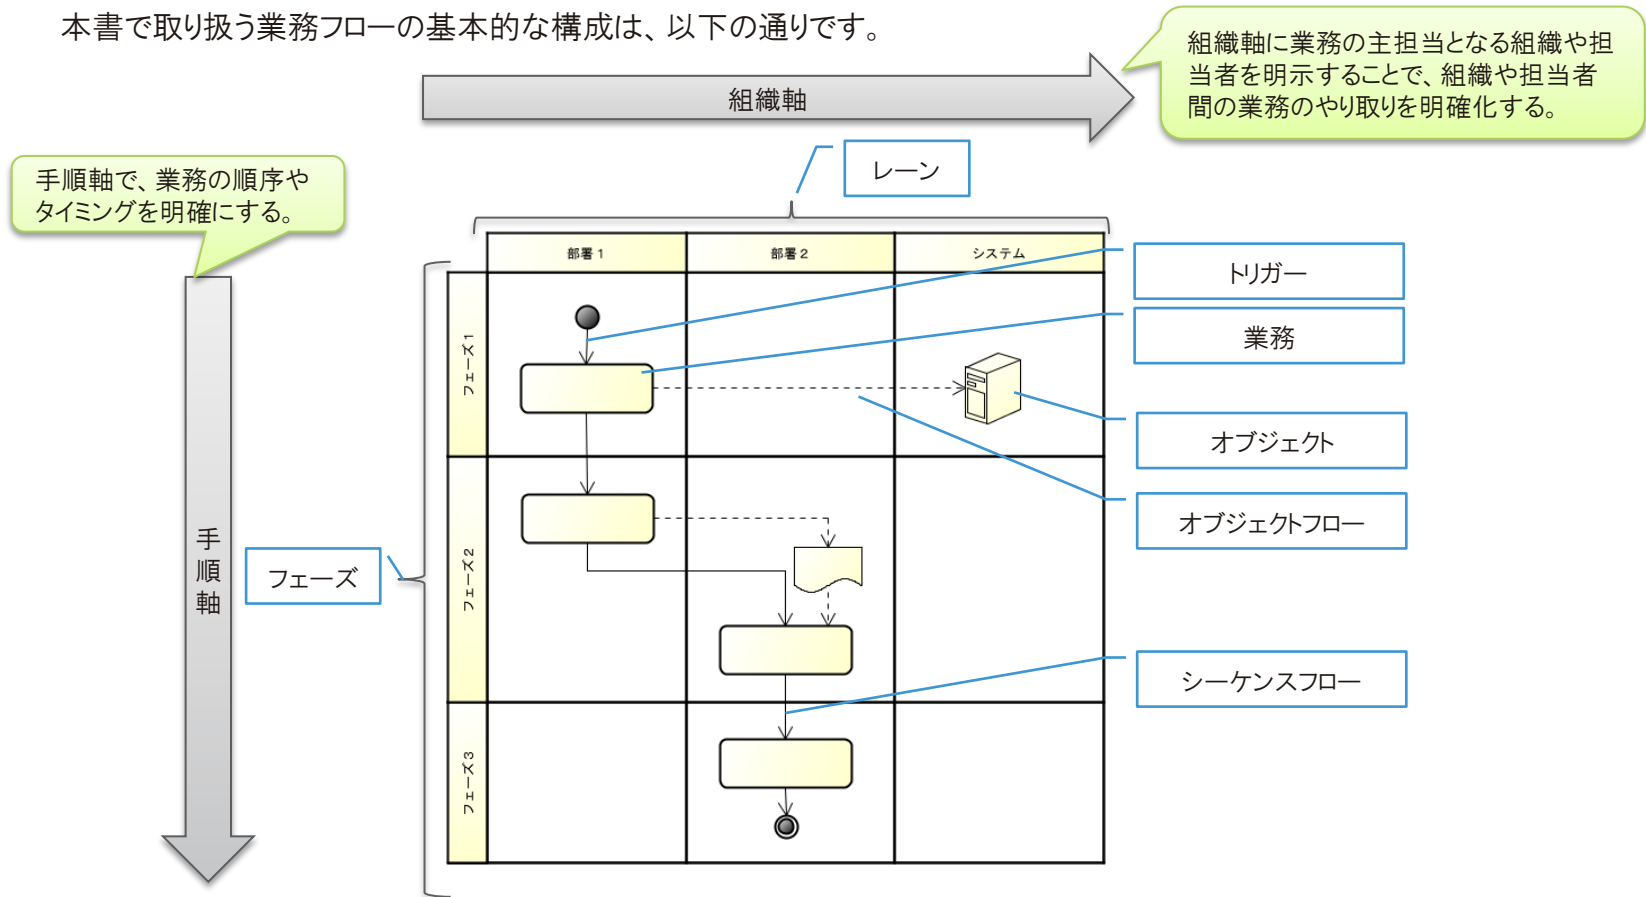 本書で取り扱う業務フローの基本的な構成は、以下の通りです。
組織軸に業務の主担当となる組織や担
当者を明示することで、組織や担当者
間の業務のやり取りを明確化する。
組織軸
レーン
手順軸で、業務の順序や
タイミングを明確にする。
部署1
部署2
システム
トリガー
業務
フェーズ1
オブジェクト
オブジェクトフロー
手順軸
フェーズ
フェーズ2
シーケンスフロー
フェーズ3